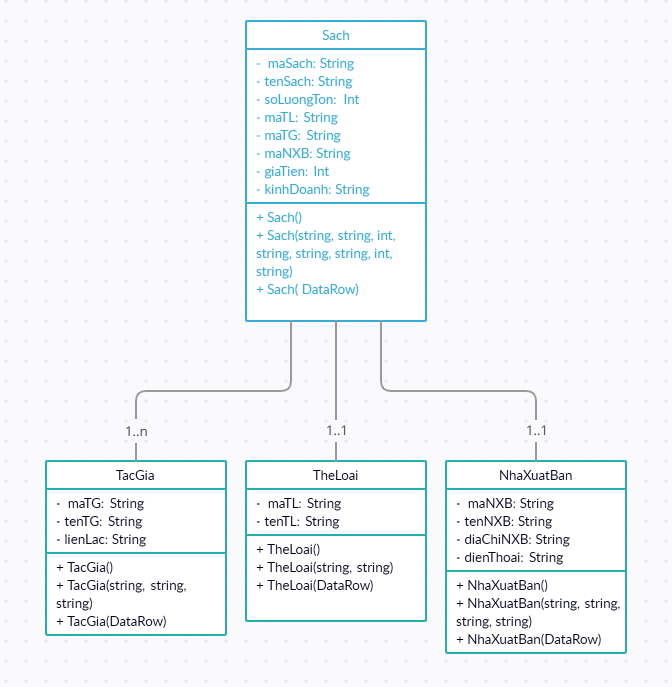 Sach
- maSach: String
- tenSach: String
- soLuongTon: Int
- maTL: String
- maTG: String
- maNXB: String
- giaTien: Int
- kinhDoanh: String
+ Sach()
+ Sach(string, string, int,
string, string, string, int,
string)
+ Sach( DataRow)
1..n
1..1
1..1
TacGia
- maTG: String
- tenTG: String
- lienLac: String
+ TacGia()
+ TacGia(string, string,
string)
+ TacGia(DataRow)
TheLoai
- maTL: String
- tenTL: String
+ TheLoai()
+ TheLoai(string, string)
+ TheLoai(DataRow)
NhaXuatBan
- maNXB: String
- tenNXB: String
- diaChiNXB: String
- dienThoai: String
+ NhaXuatBan()
+ NhaXuatBan(string, string,
string, string)
+ NhaXuatBan(DataRow)